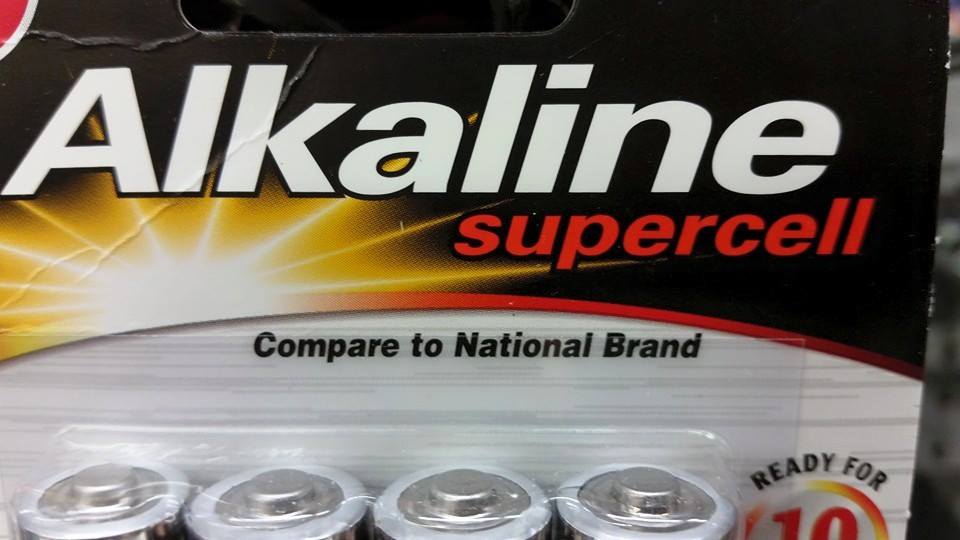 Alkaline
supercell
Compare to National Brand
READY FOR
10